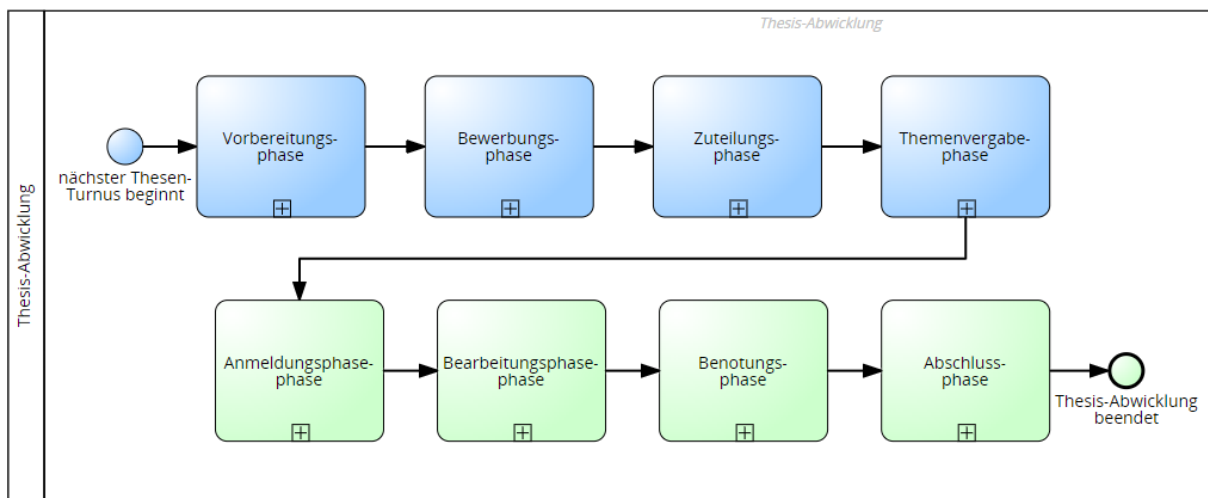 Thesis-Abwicklung
Thesis-Abwicklung
nächster Thesen-
Turnus beginnt
Vorbereitungs-
phase
Bewerbungs-
phase
Zuteilungs-
phase
Themenvergabe-
phase
Anmeldungsphase-
phase
Bearbeitungsphase-
phase
Benotungs-
phase
Abschluss-
phase
Thesis-Abwicklung
beendet